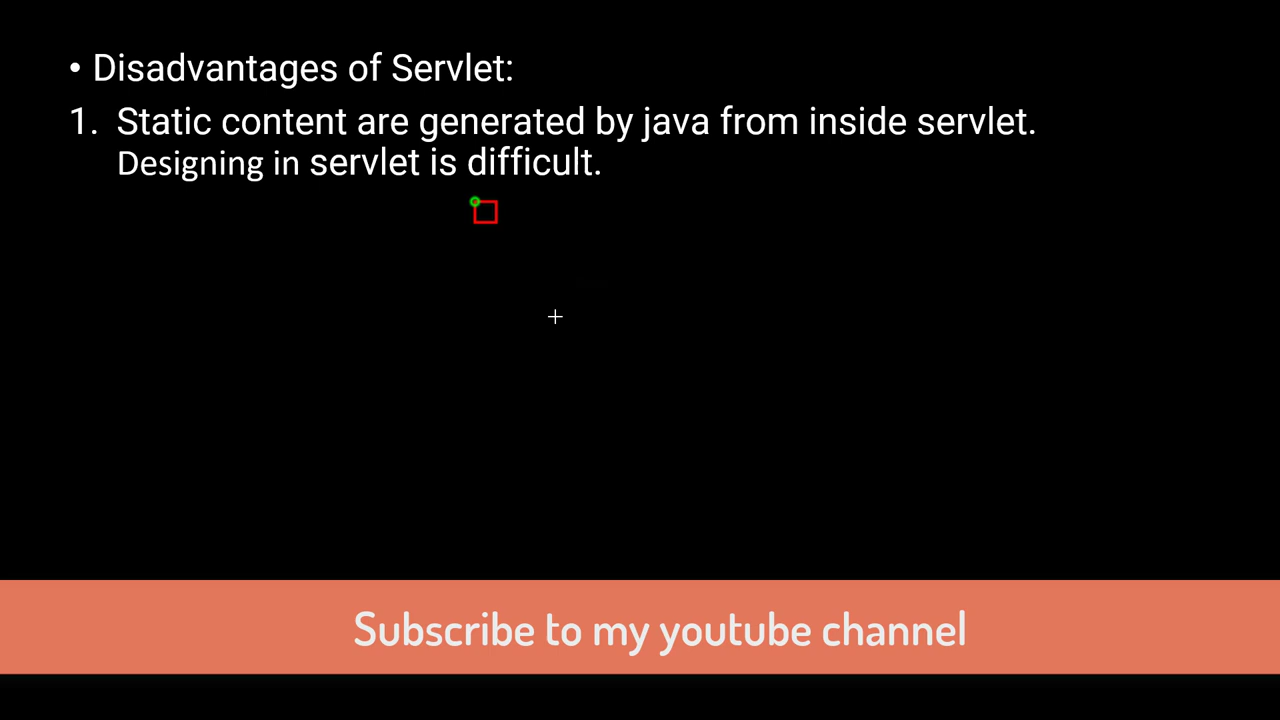 • Disadvantages of Servlet:
1. Static content are generated by java from inside servlet.
Designing in servlet is difficult.
Subscribe to my youtube channel